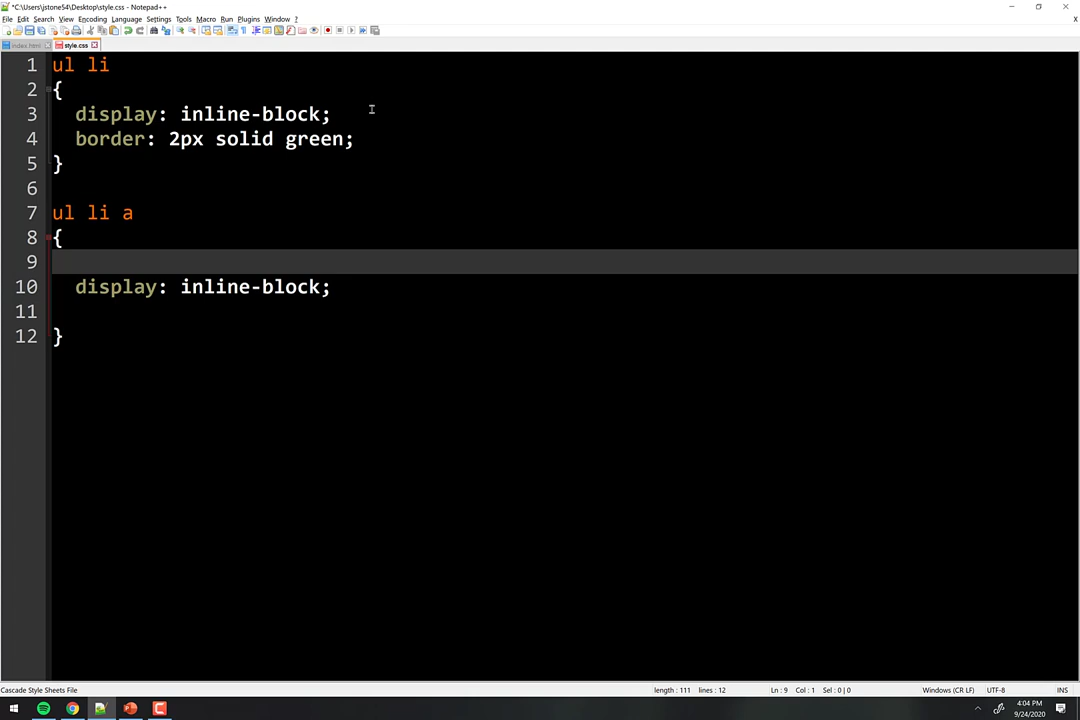 *C:\Users\jstone54\Desktop\style.css - Notepad++
File Edit Search View Encoding Language Settings Tools Macro Run Plugins Window ?
X
index.html style.css
1 ul li
2 {
3 display: inline-block;
4 border: 2px solid green;
5 }
6
7 ul li a
8 {
9
10 display: inline-block;
11
12 }
Cascade Style Sheets File length : 111 lines : 12 Ln : 9 Col : 1 Sel : 0 | 0 Windows (CR LF) UTF-8 INS
4:04 PM
9/24/2020